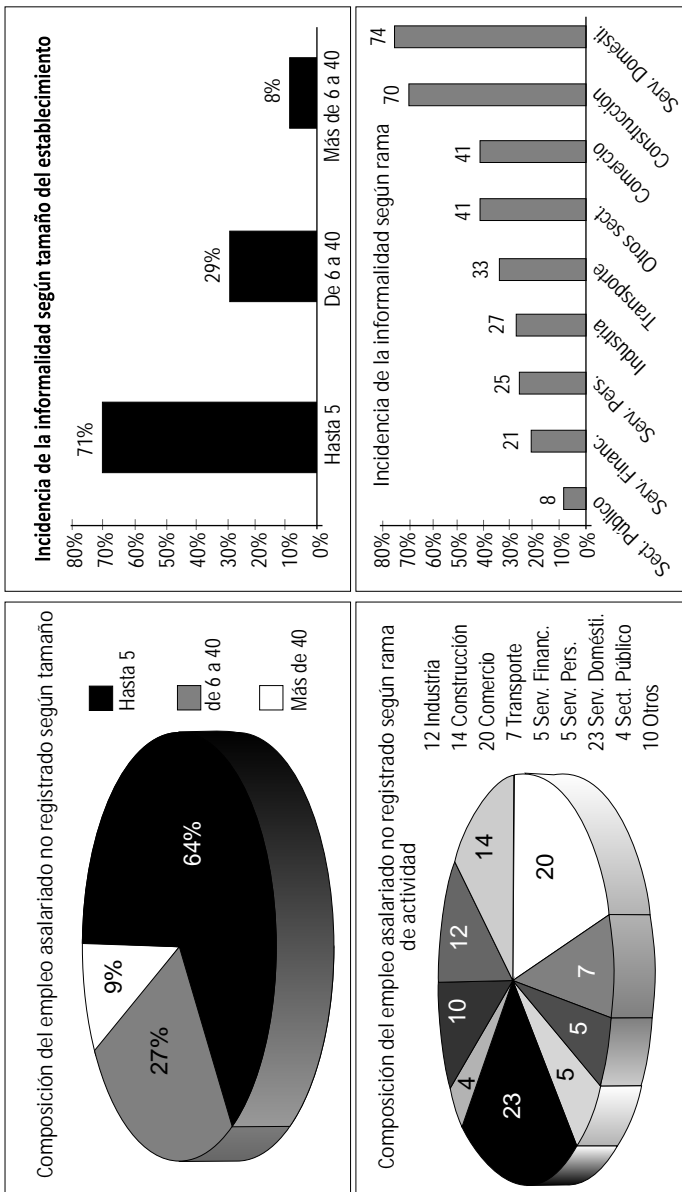 Composición del empleo asalariado no registrado según tamaño
9%
27%
64%
Hasta 5
de 6 a 40
Más de 40
Incidencia de la informalidad según tamaño del establecimiento
80%
70%
60%
50%
40%
30%
20%
10%
0%
71%
29%
8%
Hasta 5
De 6 a 40
Más de 6 a 40
Composición del empleo asalariado no registrado según rama
de actividad
10
12
14
4
20
23
5
5
7
12 Industria
14 Construcción
20 Comercio
7 Transporte
5 Serv. Financ.
5 Serv. Pers.
23 Serv. Domésti.
4 Sect. Público
10 Otros
Incidencia de la informalidad según rama
80%
70%
60%
50%
40%
30%
20%
10%
0%
8
21
25
27
33
41
41
70
74
Sect. Público
Serv. Financ.
Serv. Pers.
Industria
Transporte
Otros sect.
Comercio
Construcción
Serv. Domésti.